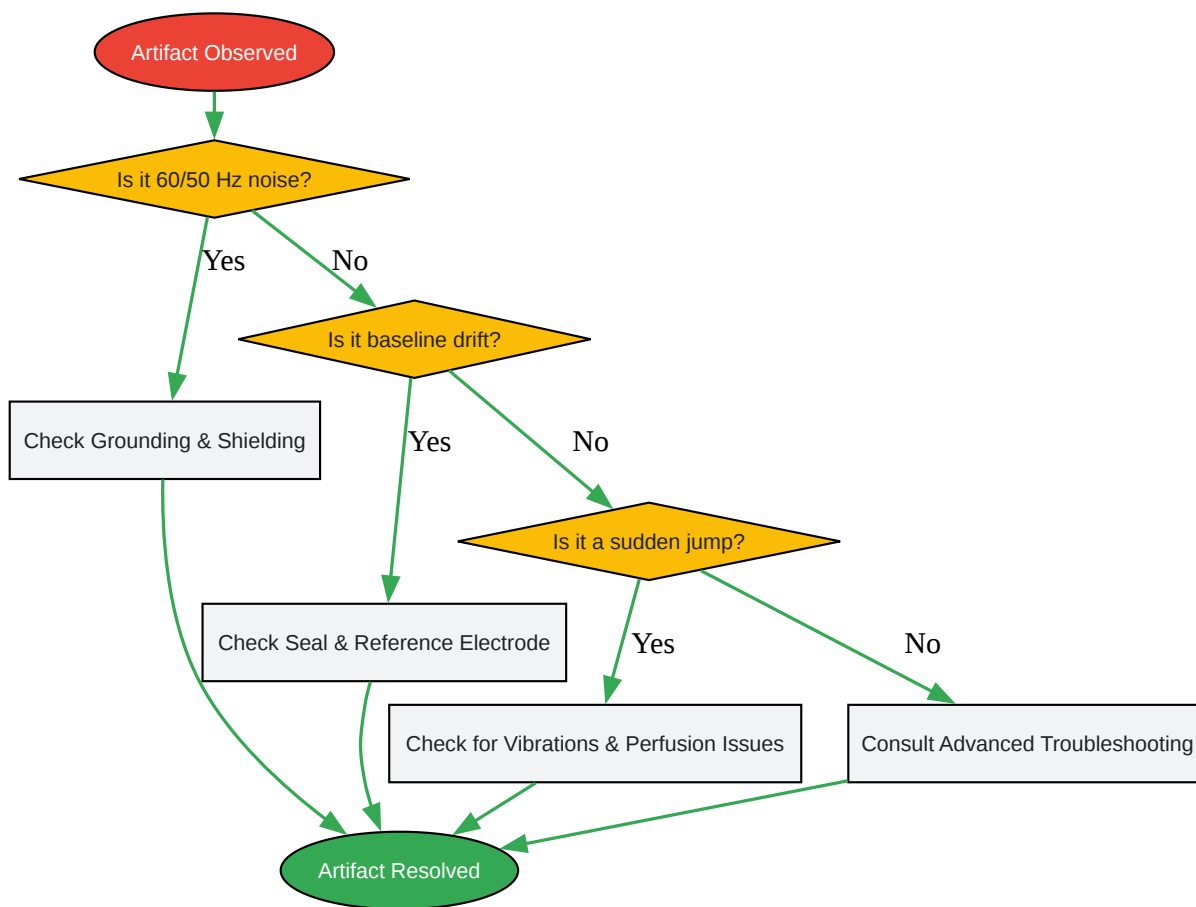 Artifact Observed
Is it 60/50 Hz noise?
Yes
No
Is it baseline drift?
Check Grounding & Shielding
Yes
No
Is it a sudden jump?
Check Seal & Reference Electrode
Yes
No
Check for Vibrations & Perfusion Issues
Consult Advanced Troubleshooting
Artifact Resolved